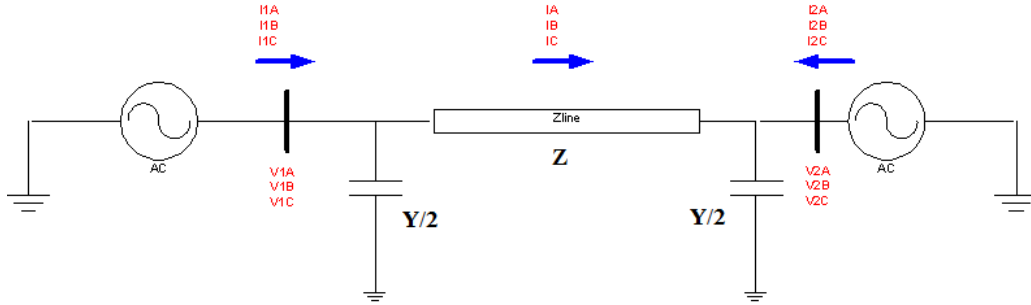 I1A
I1B
I1C
IA
IB
IC
I2A
I2B
I2C
AC
Zline
AC
V1A
V1B
V1C
Z
V2A
V2B
V2C
Y/2
Y/2